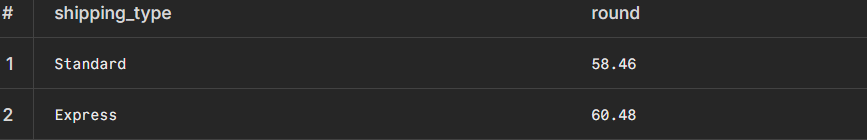 # shipping_type round
1 Standard 58.46
2 Express 60.48